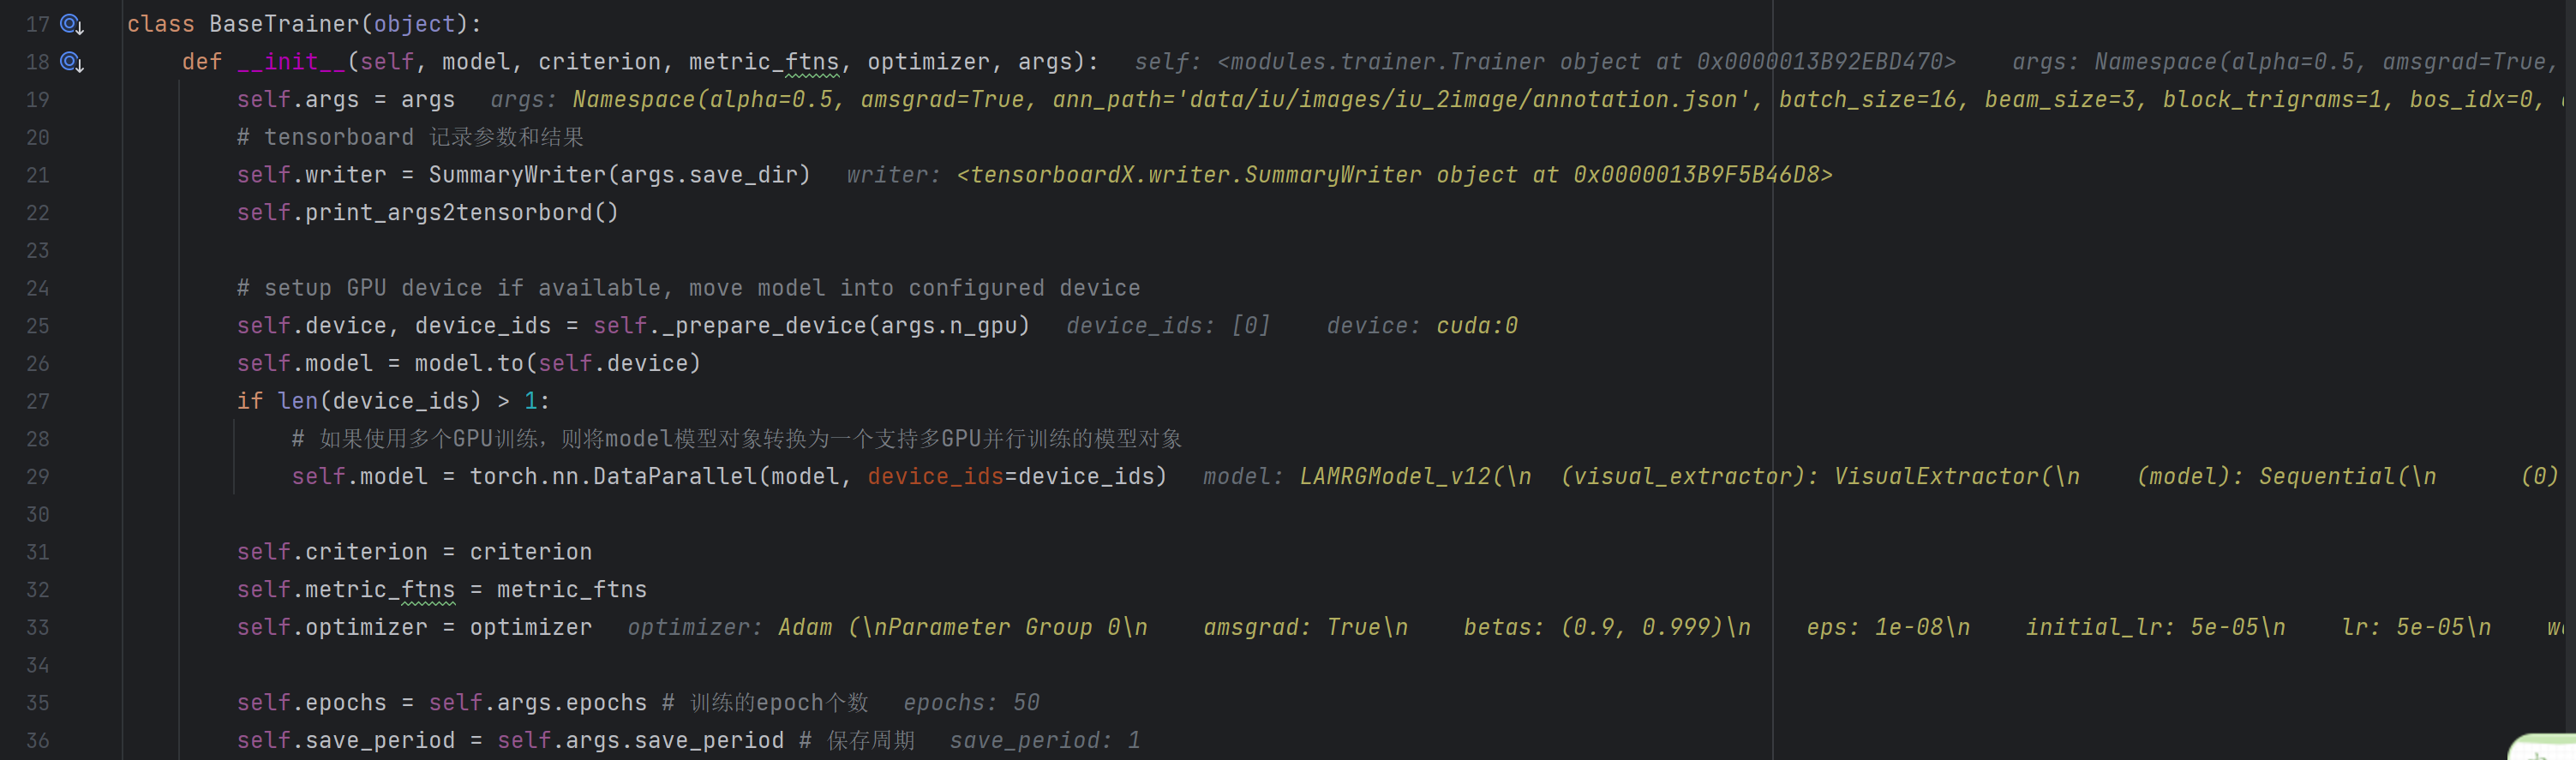 17 class BaseTrainer(object):
18 def __init__(self, model, criterion, metric_ftns, optimizer, args): self: <modules.trainer.Trainer object at 0x0000013B92EBD470> args: Namespace(alpha=0.5, amsgrad=True,
19 self.args = args args: Namespace(alpha=0.5, amsgrad=True, ann_path='data/iu/images/iu_2image/annotation.json', batch_size=16, beam_size=3, block_trigrams=1, bos_idx=0,
20 # tensorboard 记录参数和结果
21 self.writer = SummaryWriter(args.save_dir) writer: <tensorboardX.writer.SummaryWriter object at 0x0000013B9F5B46D8>
22 self.print_args2tensorbord()
23
24 # setup GPU device if available, move model into configured device
25 self.device, device_ids = self._prepare_device(args.n_gpu) device_ids: [0] device: cuda:0
26 self.model = model.to(self.device)
27 if len(device_ids) > 1:
28 # 如果使用多个GPU训练，则将model模型对象转换为一个支持多GPU并行训练的模型对象
29 self.model = torch.nn.DataParallel(model, device_ids=device_ids) model: LAMRGModel_v12(\n (visual_extractor): VisualExtractor(\n (model): Sequential(\n (0)
30
31 self.criterion = criterion
32 self.metric_ftns = metric_ftns
33 self.optimizer = optimizer optimizer: Adam (\nParameter Group 0\n amsgrad: True\n betas: (0.9, 0.999)\n eps: 1e-08\n initial_lr: 5e-05\n lr: 5e-05\n
34
35 self.epochs = self.args.epochs # 训练的epoch个数 epochs: 50
36 self.save_period = self.args.save_period # 保存周期 save_period: 1